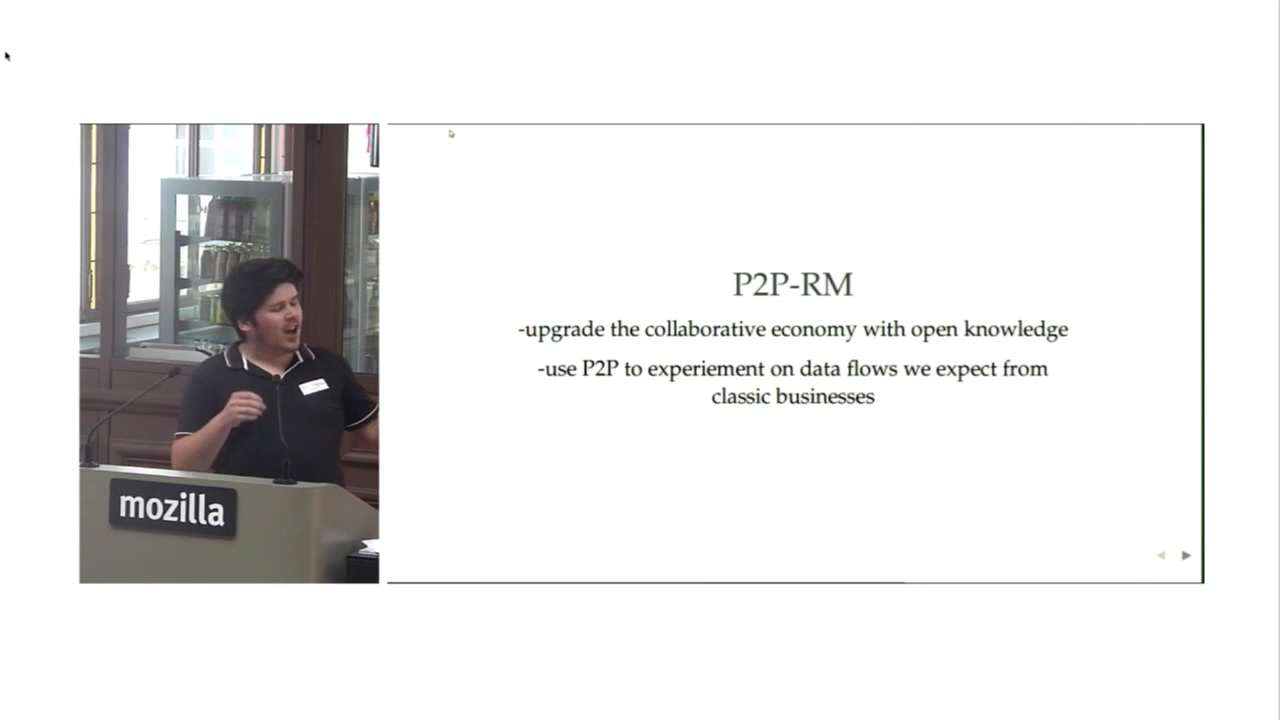 P2P-RM
-upgrade the collaborative economy with open knowledge
-use P2P to experiement on data flows we expect from
classic businesses
mozilla